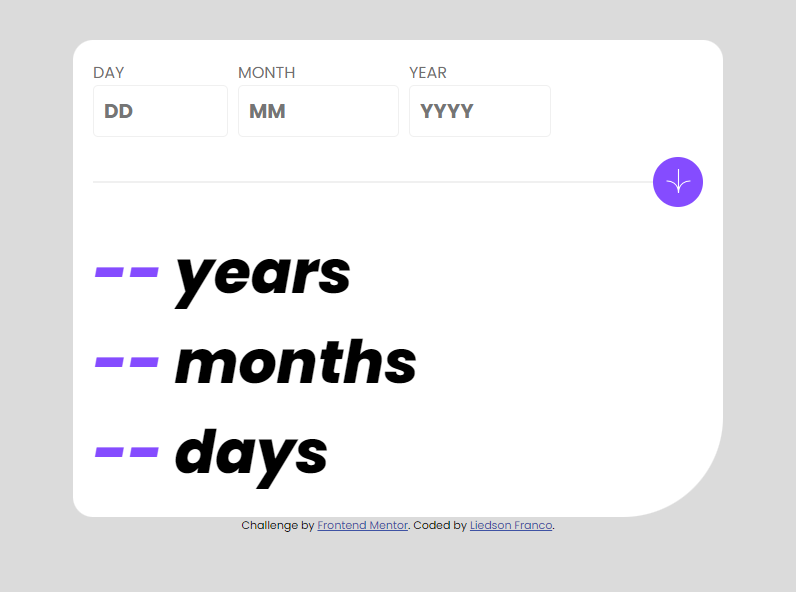 DAY MONTH YEAR
DD MM YYYY
-- years
-- months
-- days
Challenge by Frontend Mentor. Coded by Liedson Franco.